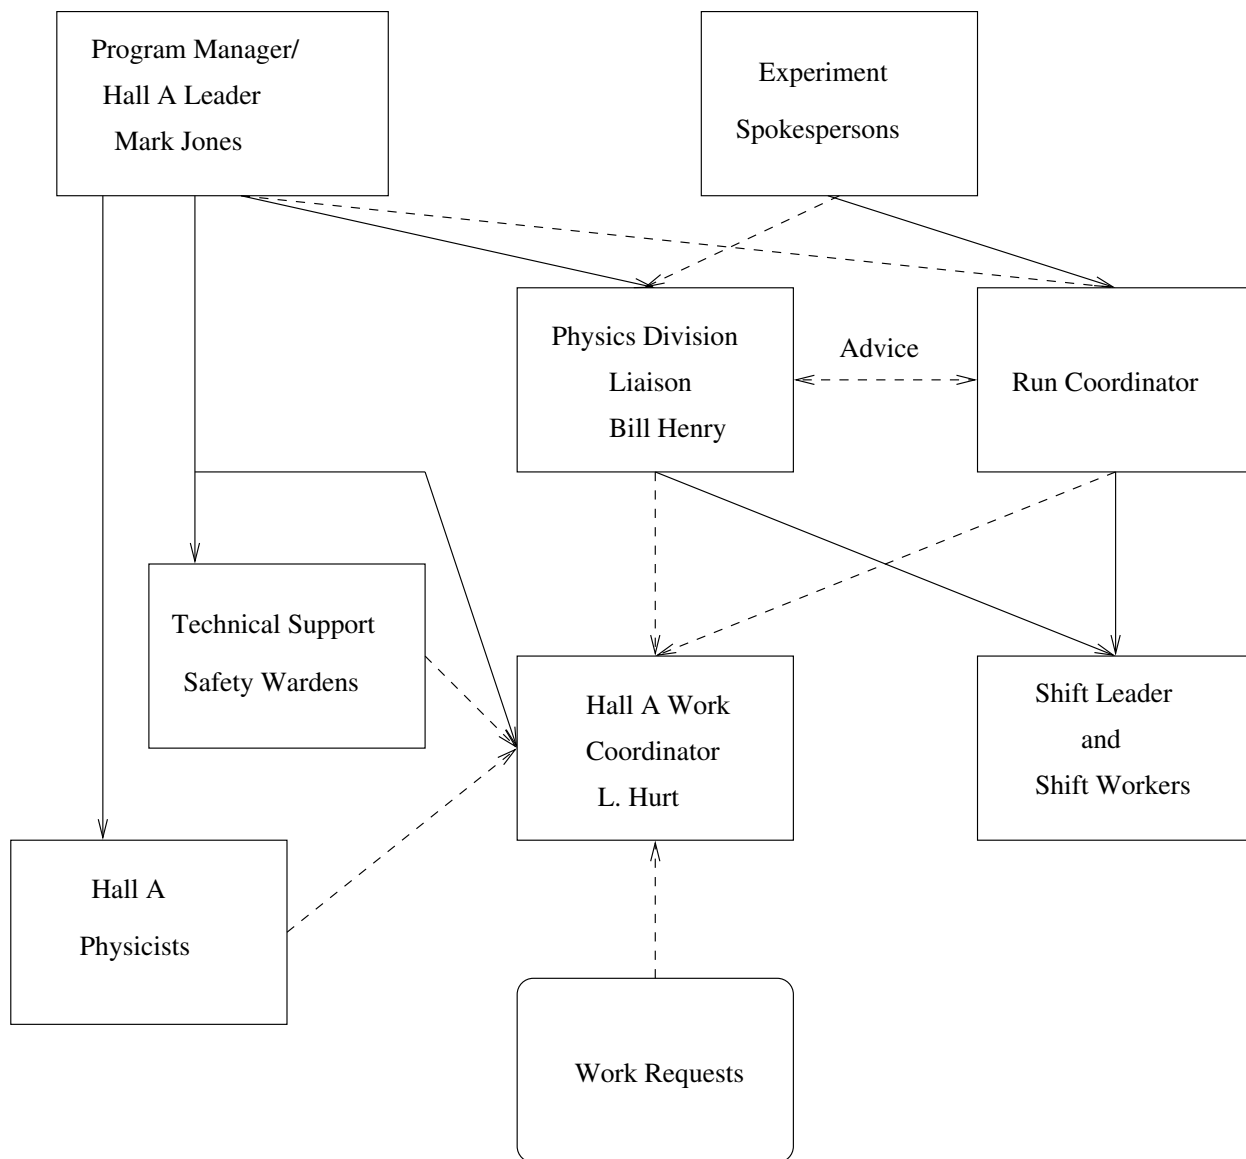 Program Manager/
Hall A Leader
Mark Jones
Experiment
Spokespersons
Physics Division
Liaison
Bill Henry
Advice
Run Coordinator
Technical Support
Safety Wardens
Hall A Work
Coordinator
L. Hurt
Shift Leader
and
Shift Workers
Hall A
Physicists
Work Requests